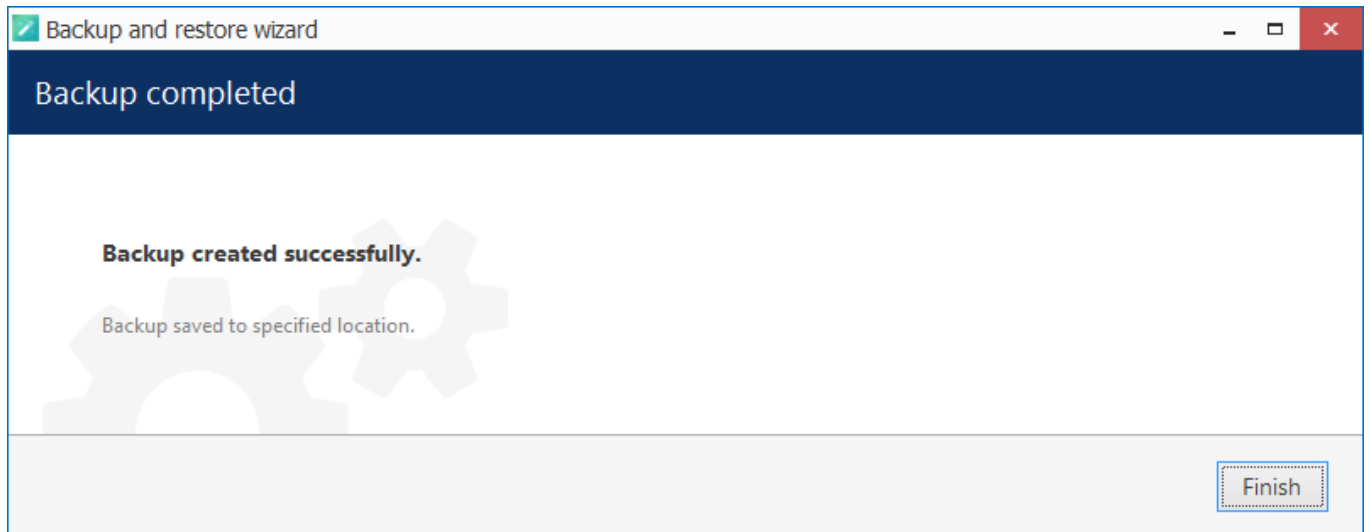 Backup and restore wizard
Backup completed
Backup created successfully.
Backup saved to specified location.
Finish